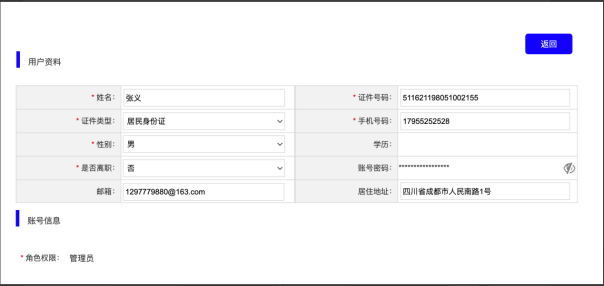 返回
用户资料
*姓名： 张义 *证件号码： 511621198051002155
*证件类型： 居民身份证 *手机号码： 17955252528
*性别： 男 学历：
*是否离职： 否 账号密码： *****************
邮箱： 1297779880@163.com 居住地址： 四川省成都市人民南路1号
账号信息
*角色权限： 管理员